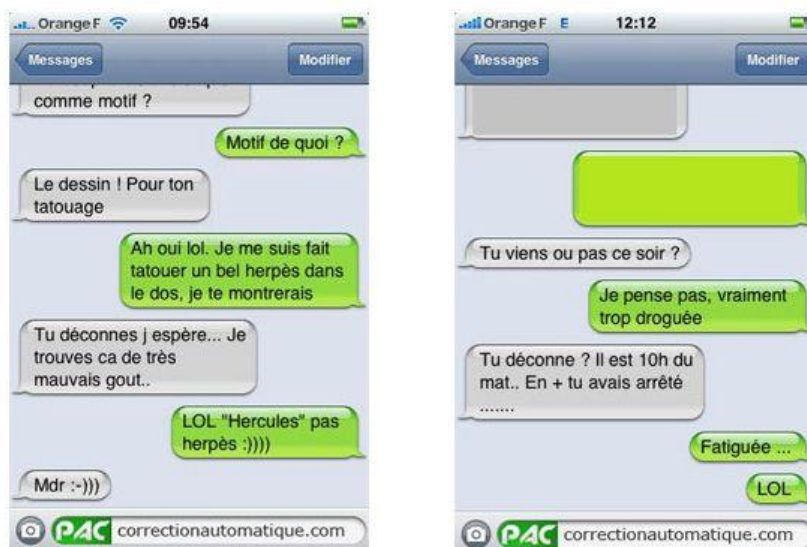 Orange F 09:54
Messages Modifier
comme motif ?
Motif de quoi ?
Le dessin ! Pour ton
tatouage
Ah oui lol. Je me suis fait
tatouer un bel herpès dans
le dos, je te montrerais
Tu déconnes j espère... Je
trouves ca de très
mauvais gout..
LOL "Hercules" pas
herpès :))))
Mdr :-)))
PAC correctionautomatique.com
Orange F E 12:12
Messages Modifier
Tu viens ou pas ce soir ?
Je pense pas, vraiment
trop droguée
Tu déconne ? Il est 10h du
mat.. En + tu avais arrêté
.......
Fatiguée ...
LOL
PAC correctionautomatique.com